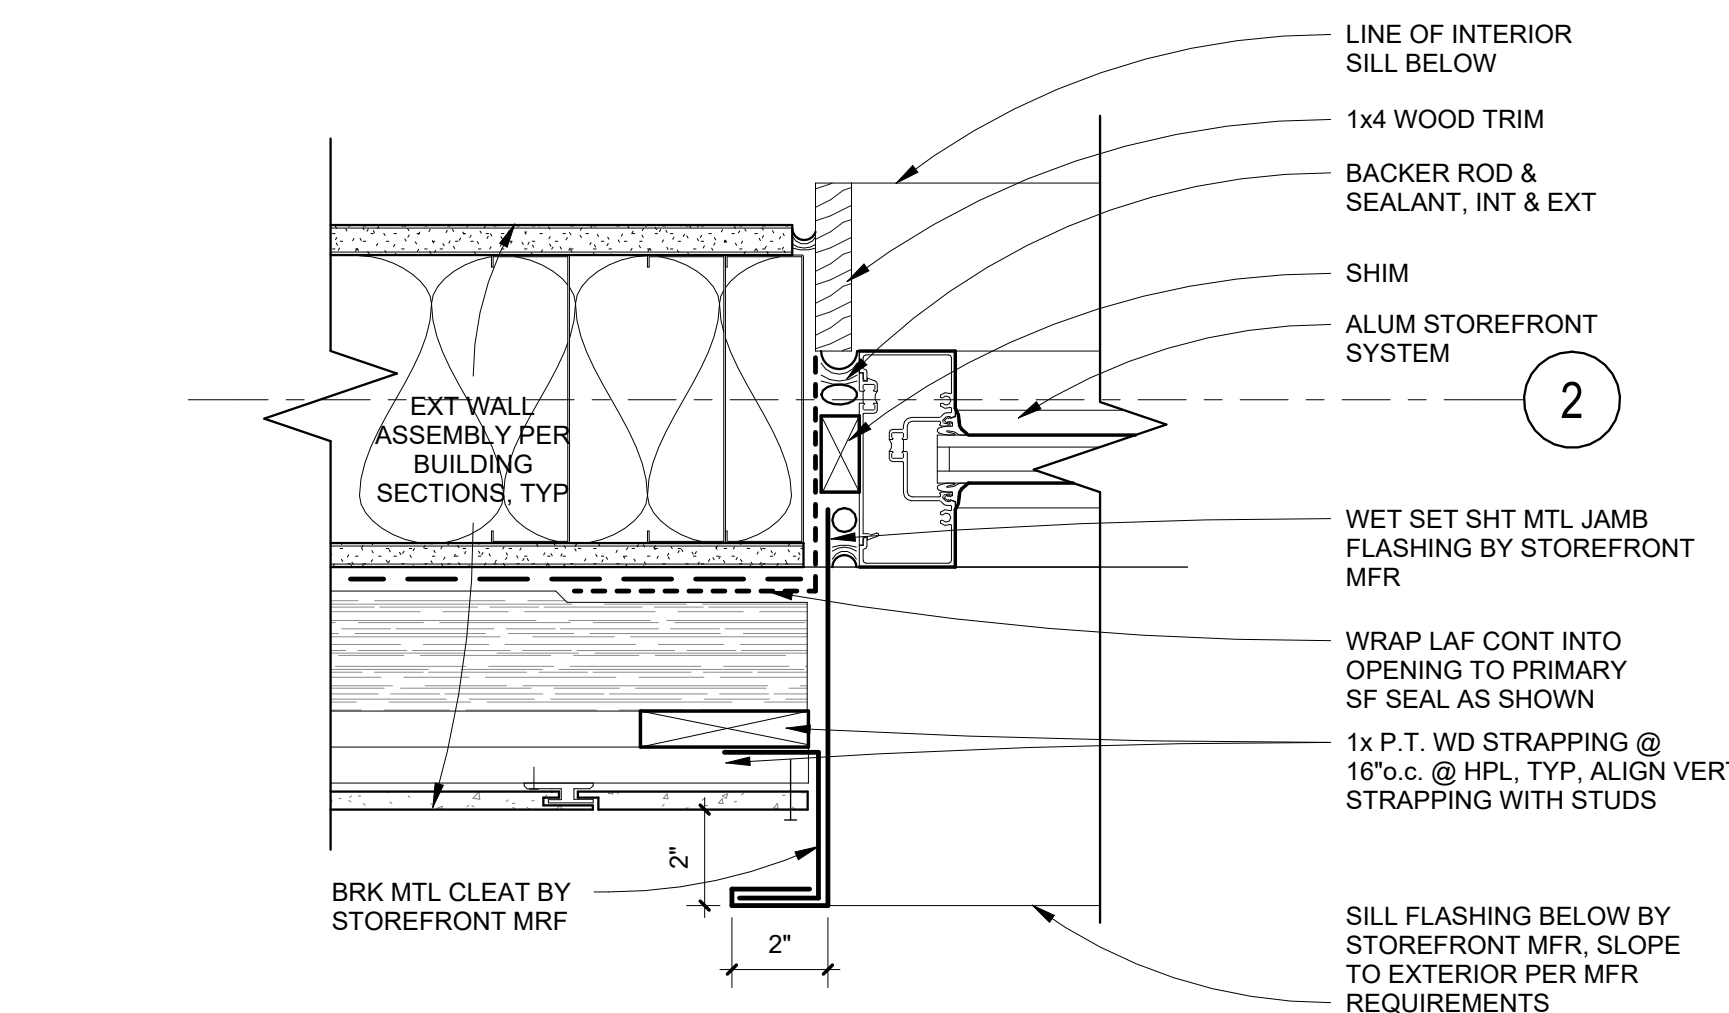 LINE OF INTERIOR
SILL BELOW
1x4 WOOD TRIM
BACKER ROD &
SEALANT, INT & EXT
SHIM
ALUM STOREFRONT
SYSTEM
2
EXT WALL
ASSEMBLY PER
BUILDING
SECTIONS, TYP
WET SET SHT MTL JAMB
FLASHING BY STOREFRONT
MFR
WRAP LAF CONT INTO
OPENING TO PRIMARY
SF SEAL AS SHOWN
1x P.T. WD STRAPPING @
16"o.c. @ HPL, TYP, ALIGN VERT
STRAPPING WITH STUDS
2"
BRK MTL CLEAT BY
STOREFRONT MRF
2"
SILL FLASHING BELOW BY
STOREFRONT MFR, SLOPE
TO EXTERIOR PER MFR
REQUIREMENTS